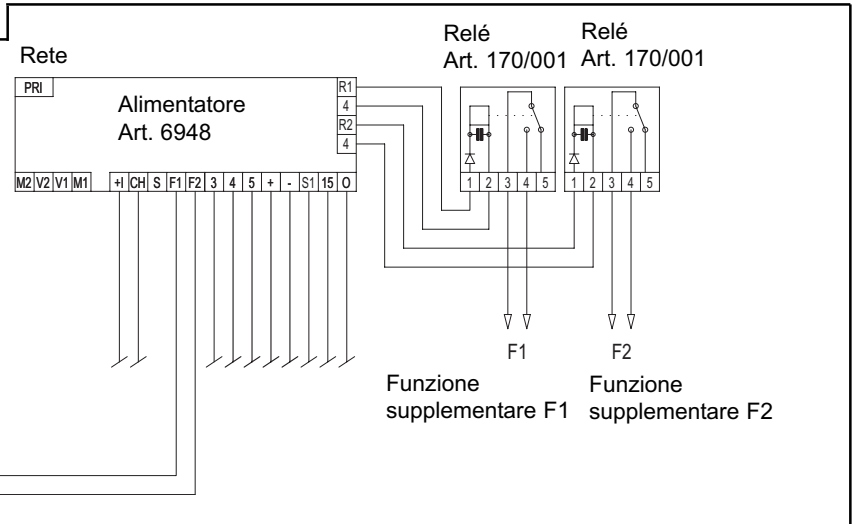 Rete
Relé
Art. 170/001
Relé
Art. 170/001
PRI
Alimentatore
Art. 6948
R1
4
R2
4
M2 V2 V1 M1
+I CH S F1 F2 3 4 5 + - S1 15 O
1 2 3 4 5
1 2 3 4 5
F1
F2
Funzione
supplementare F1
Funzione
supplementare F2